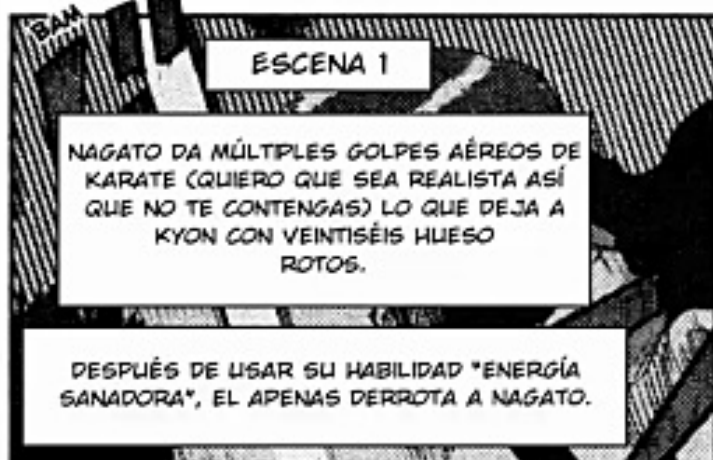 BAM
ESCENA 1
NAGATO DA MÚLTIPLES GOLPES AÉREOS DE
KARATE (QUIERO QUE SEA REALISTA ASÍ
QUE NO TE CONTENGAS) LO QUE DEJA A
KYON CON VEINTISÉIS HUESO
ROTOS.
DESPUÉS DE USAR SU HABILIDAD "ENERGÍA
SANADORA", EL APENAS DERROTA A NAGATO.